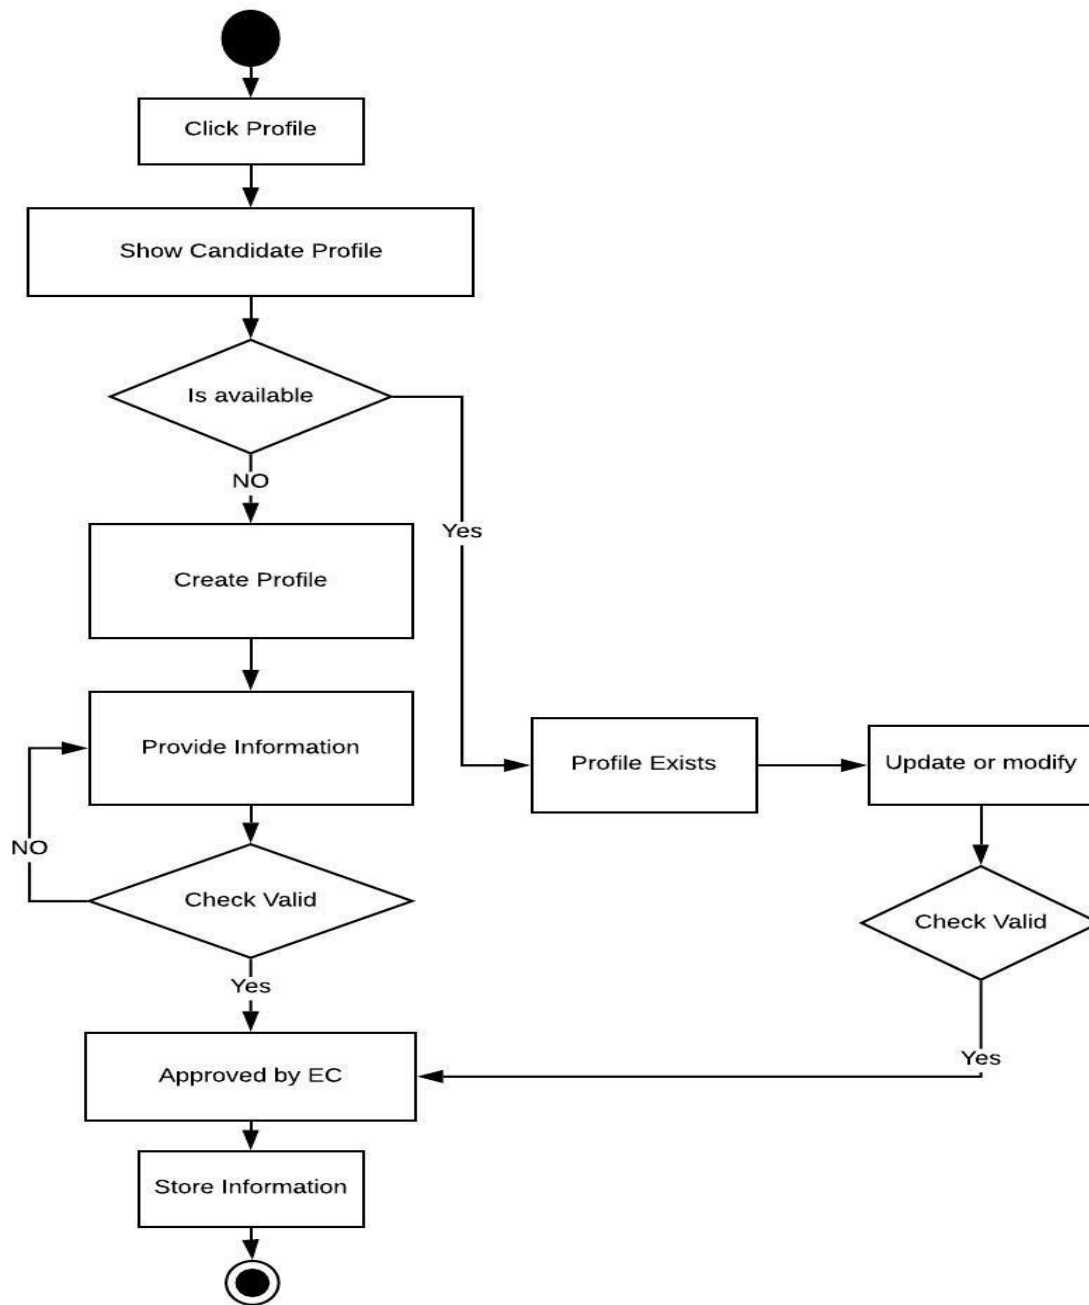 Click Profile
Show Candidate Profile
Is available
NO
Yes
Create Profile
Provide Information
Profile Exists
Update or modify
NO
Check Valid
Check Valid
Yes
Yes
Approved by EC
Store Information